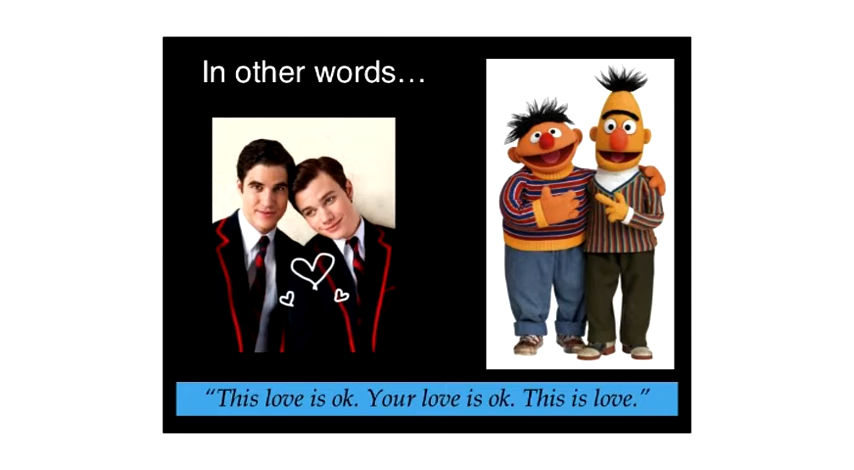 In other words…
“This love is ok. Your love is ok. This is love.”